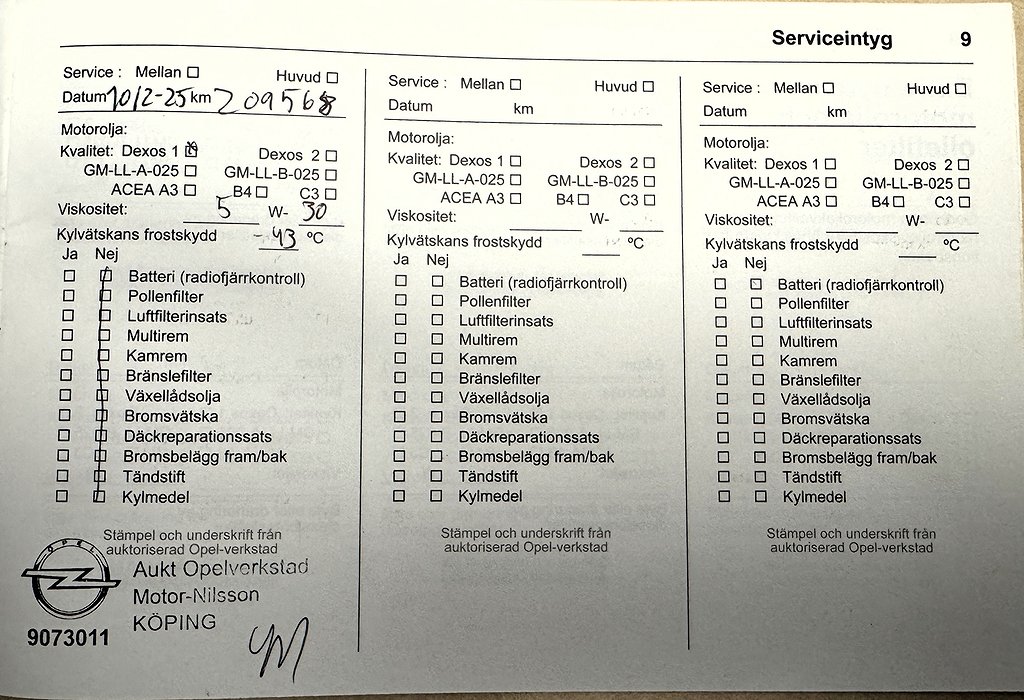 Serviceintyg 9
Service : Mellan ☐ Huvud ☐
Datum 10/2-25 km 209568
Motorolja:
Kvalitet: Dexos 1 ☒ Dexos 2 ☐
GM-LL-A-025 ☐ GM-LL-B-025 ☐
ACEA A3 ☐ B4 ☐ C3 ☐
Viskositet: 5 W- 30
Kylvätskans frostskydd -43 °C
Ja Nej
☐ ☐ Batteri (radiofjärrkontroll)
☐ ☐ Pollenfilter
☐ ☐ Luftfilterinsats
☐ ☐ Multirem
☐ ☐ Kamrem
☐ ☐ Bränslefilter
☐ ☐ Växellådsolja
☐ ☐ Bromsvätska
☐ ☐ Däckreparationssats
☐ ☐ Bromsbelägg fram/bak
☐ ☐ Tändstift
☐ ☐ Kylmedel
Stämpel och underskrift från
auktoriserad Opel-verkstad
OPEL
Aukt Opelverkstad
Motor-Nilsson
KÖPING
9073011
Service : Mellan ☐ Huvud ☐
Datum km
Motorolja:
Kvalitet: Dexos 1 ☐ Dexos 2 ☐
GM-LL-A-025 ☐ GM-LL-B-025 ☐
ACEA A3 ☐ B4 ☐ C3 ☐
Viskositet: W-
Kylvätskans frostskydd °C
Ja Nej
☐ ☐ Batteri (radiofjärrkontroll)
☐ ☐ Pollenfilter
☐ ☐ Luftfilterinsats
☐ ☐ Multirem
☐ ☐ Kamrem
☐ ☐ Bränslefilter
☐ ☐ Växellådsolja
☐ ☐ Bromsvätska
☐ ☐ Däckreparationssats
☐ ☐ Bromsbelägg fram/bak
☐ ☐ Tändstift
☐ ☐ Kylmedel
Stämpel och underskrift från
auktoriserad Opel-verkstad
Service : Mellan ☐ Huvud ☐
Datum km
Motorolja:
Kvalitet: Dexos 1 ☐ Dexos 2 ☐
GM-LL-A-025 ☐ GM-LL-B-025 ☐
ACEA A3 ☐ B4 ☐ C3 ☐
Viskositet: W-
Kylvätskans frostskydd °C
Ja Nej
☐ ☐ Batteri (radiofjärrkontroll)
☐ ☐ Pollenfilter
☐ ☐ Luftfilterinsats
☐ ☐ Multirem
☐ ☐ Kamrem
☐ ☐ Bränslefilter
☐ ☐ Växellådsolja
☐ ☐ Bromsvätska
☐ ☐ Däckreparationssats
☐ ☐ Bromsbelägg fram/bak
☐ ☐ Tändstift
☐ ☐ Kylmedel
Stämpel och underskrift från
auktoriserad Opel-verkstad